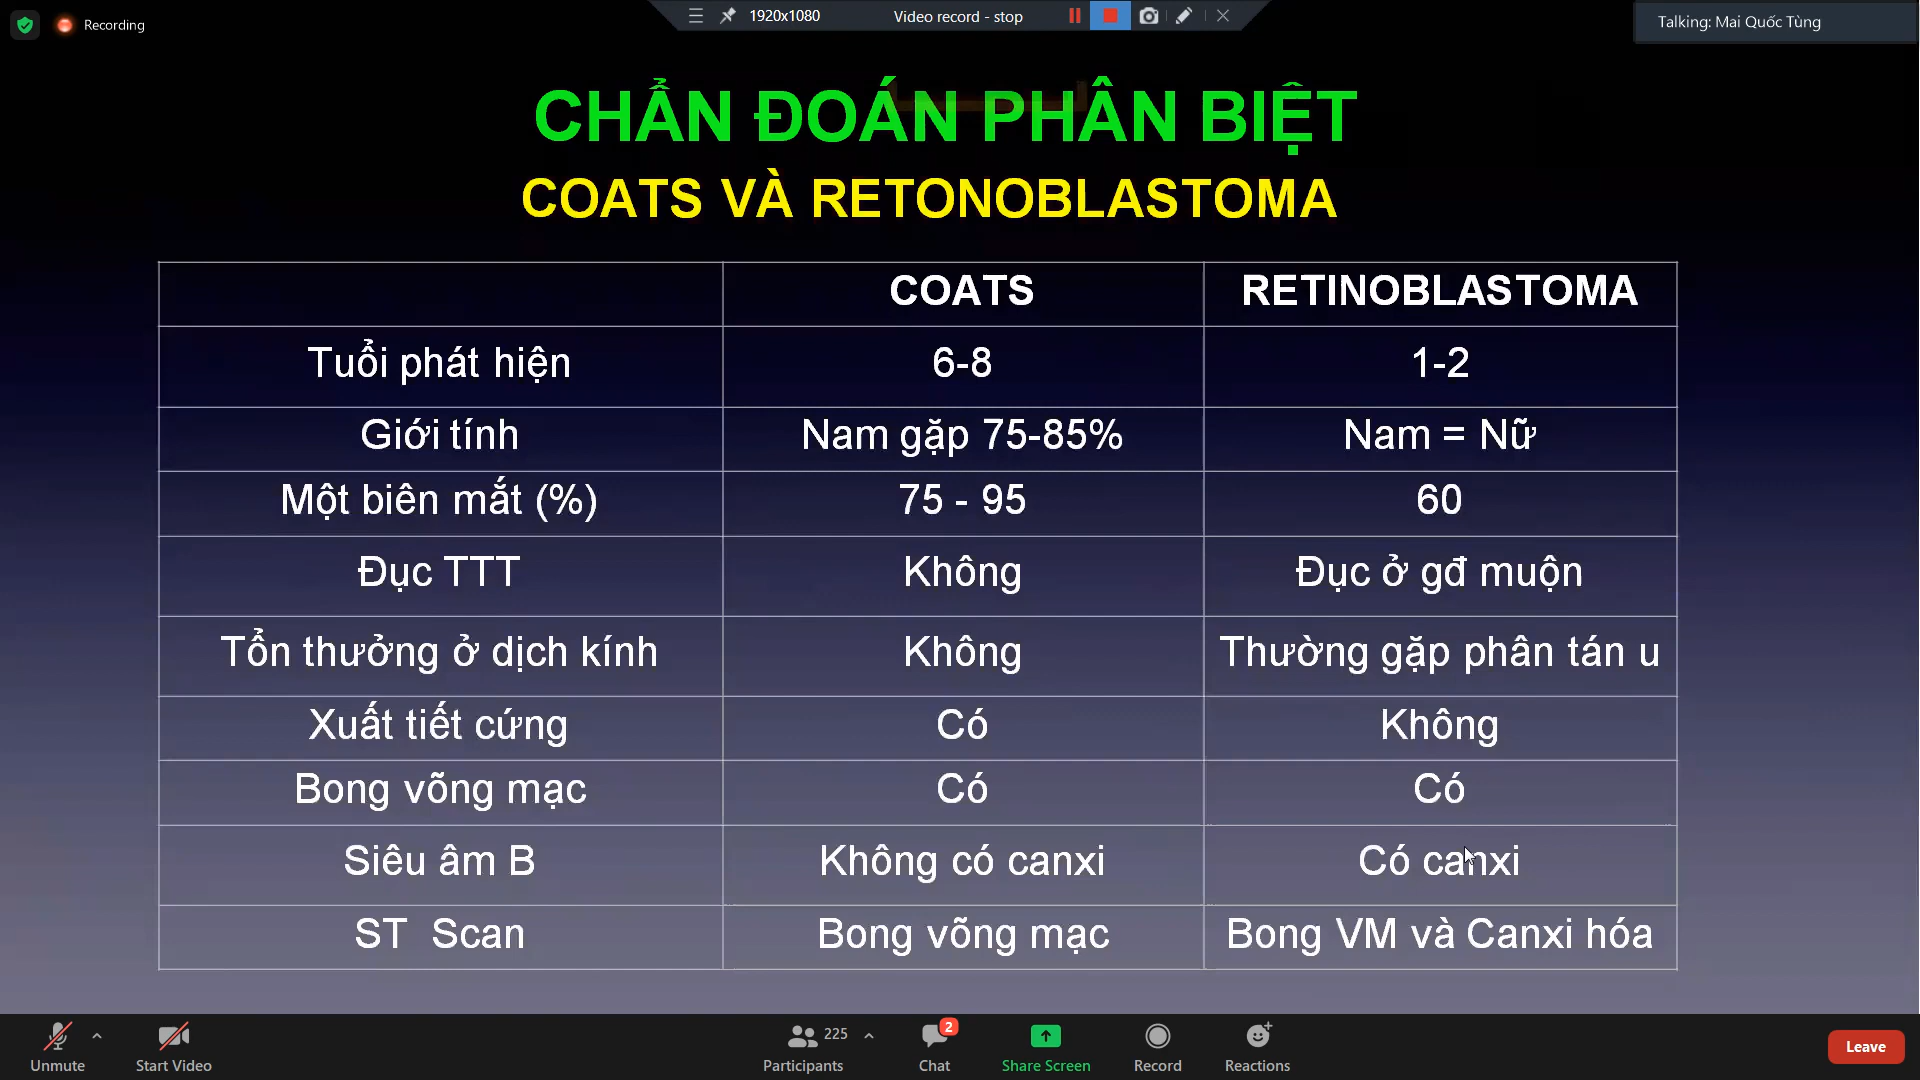 Recording
1920x1080
Video record - stop
Talking: Mai Quốc Tùng
CHẨN ĐOÁN PHÂN BIỆT
COATS VÀ RETONOBLASTOMA
COATS RETINOBLASTOMA
Tuổi phát hiện 6-8 1-2
Giới tính Nam gặp 75-85% Nam = Nữ
Một biên mắt (%) 75 - 95 60
Đục TTT Không Đục ở gđ muộn
Tổn thưởng ở dịch kính Không Thường gặp phân tán u
Xuất tiết cứng Có Không
Bong võng mạc Có Có
Siêu âm B Không có canxi Có canxi
ST Scan Bong võng mạc Bong VM và Canxi hóa
Unmute
Start Video
225
Participants
2
Chat
Share Screen
Record
Reactions
Leave